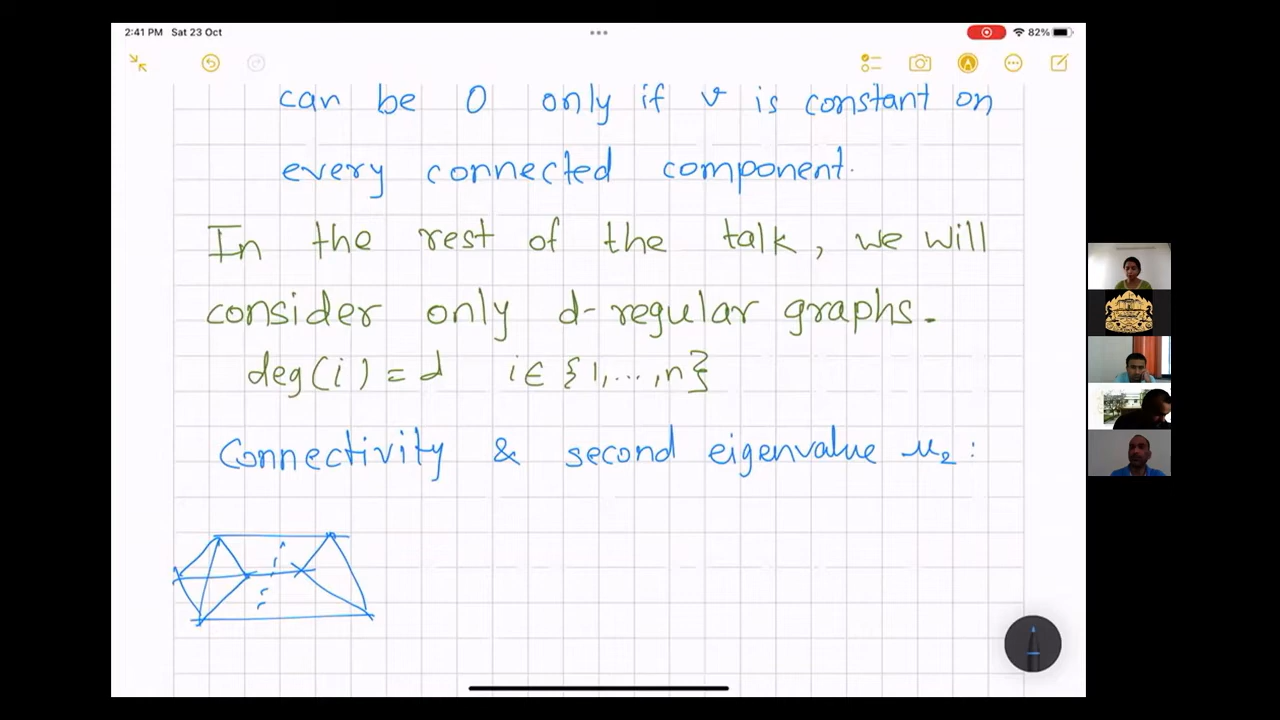 2:41 PM Sat 23 Oct
82%
can be 0 only if v is constant on
every connected component.
In the rest of the talk, we will
consider only d-regular graphs.
deg(i) = d i ∈ {1,...,n}
Connectivity & second eigenvalue μ₂: